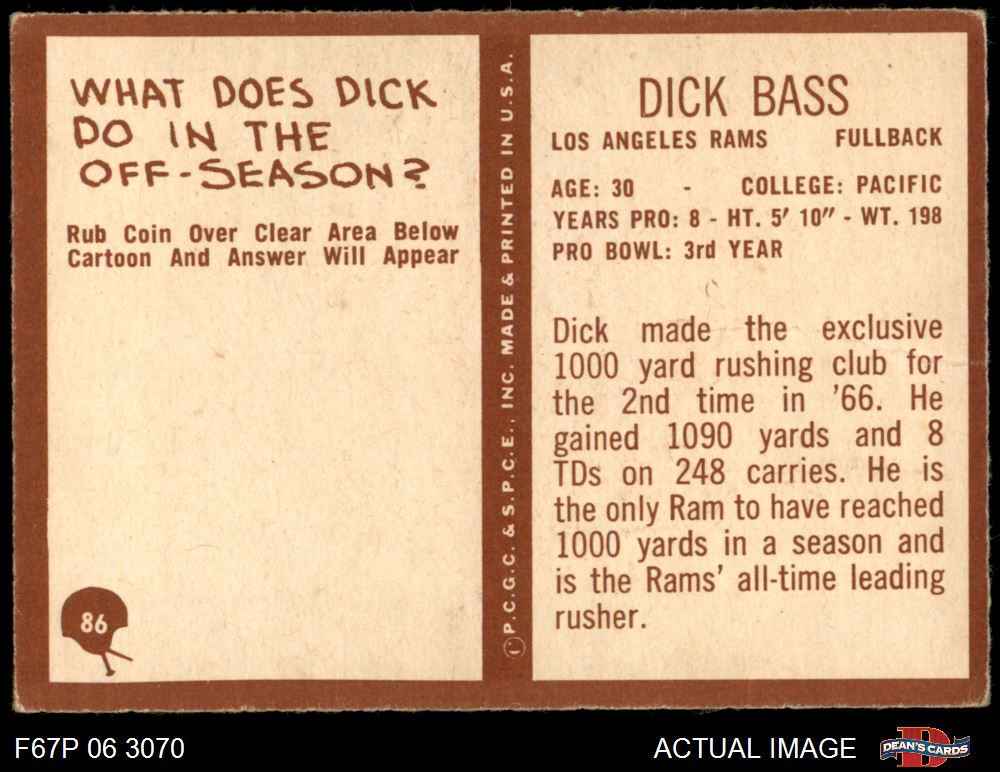 WHAT DOES DICK
DO IN THE
OFF-SEASON?
Rub Coin Over Clear Area Below
Cartoon And Answer Will Appear
86
©P.C.G.C. & S.P.C.E., INC. MADE & PRINTED IN U.S.A.
DICK BASS
LOS ANGELES RAMS FULLBACK
AGE: 30 - COLLEGE: PACIFIC
YEARS PRO: 8 - HT. 5' 10" - WT. 198
PRO BOWL: 3rd YEAR
Dick made the exclusive
1000 yard rushing club for
the 2nd time in '66. He
gained 1090 yards and 8
TDs on 248 carries. He is
the only Ram to have reached
1000 yards in a season and
is the Rams' all-time leading
rusher.
F67P 06 3070
ACTUAL IMAGE
DEAN'S CARDS